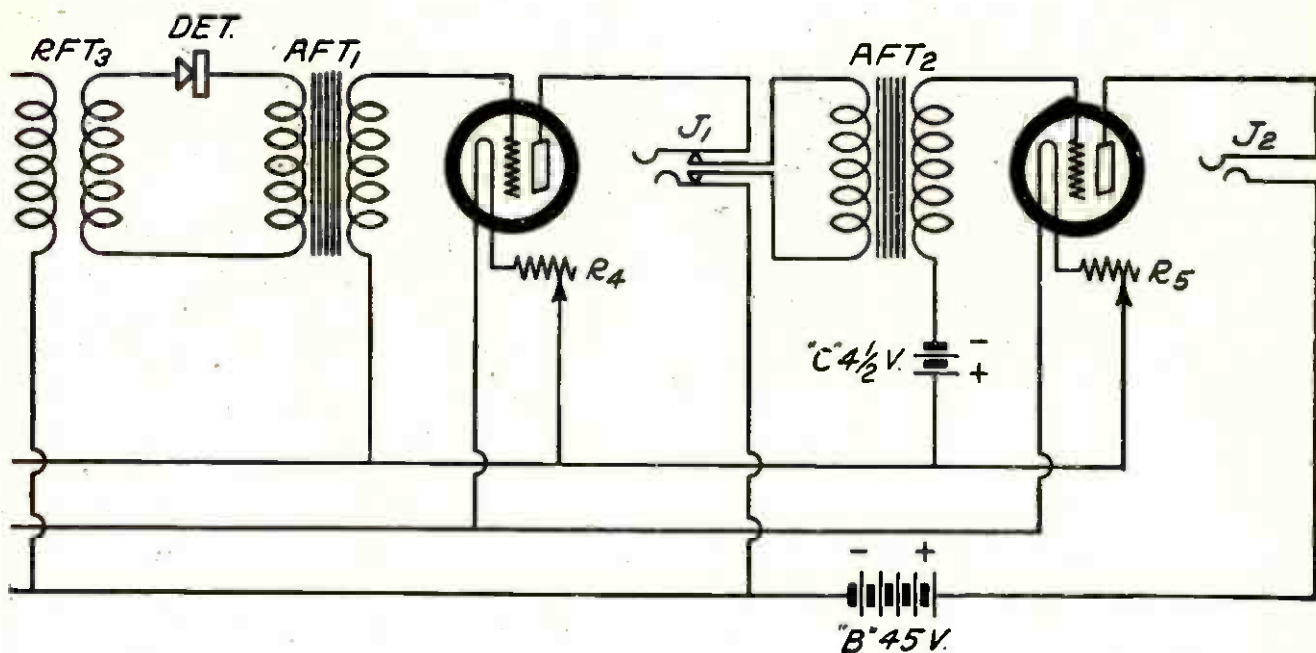 DET.
RFT3
AFT1
AFT2
J1
J2
R4
R5
"C" 4½ V.
-
+
- +
"B" 45 V.